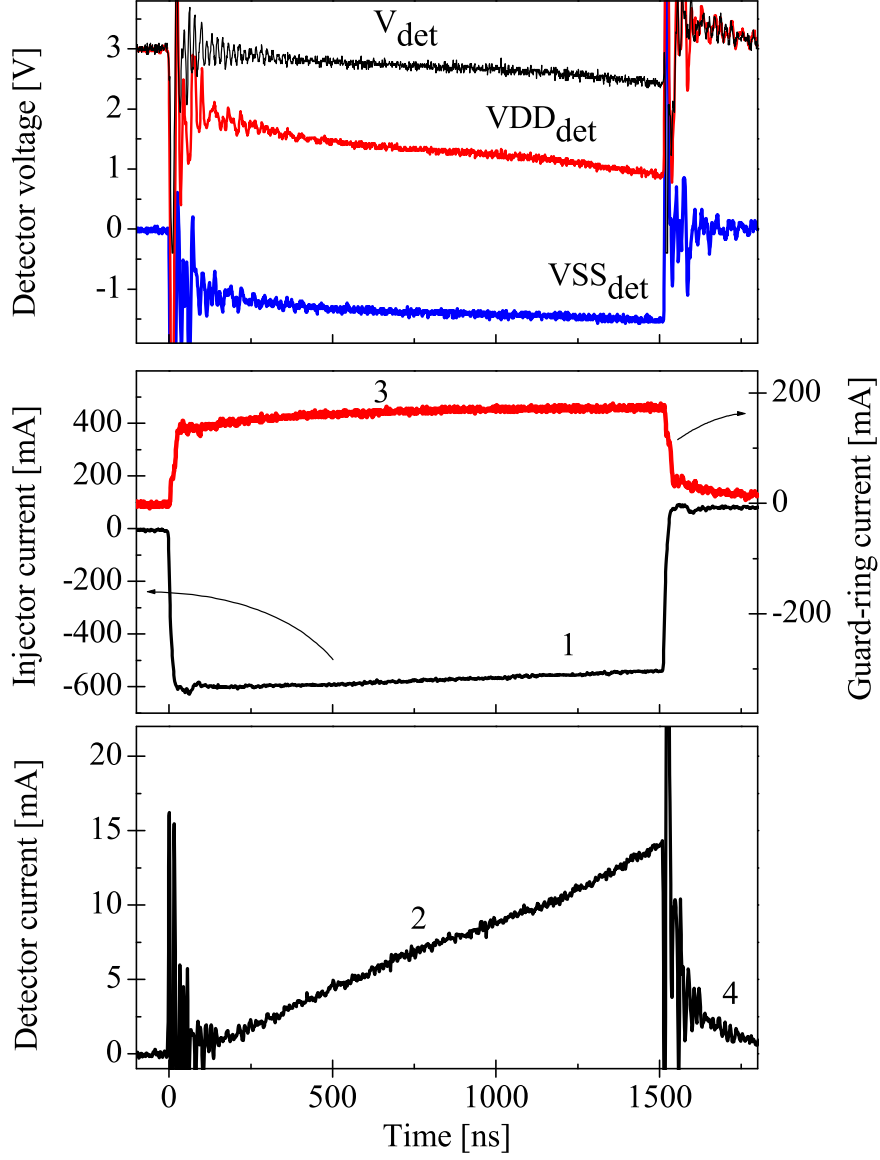 Detector voltage [V]
3
2
1
0
-1
V_det
VDD_det
VSS_det
Injector current [mA]
400
200
0
-200
-400
-600
3
1
200
0
-200
Guard-ring current [mA]
Detector current [mA]
20
15
10
5
0
2
4
0 500 1000 1500
Time [ns]